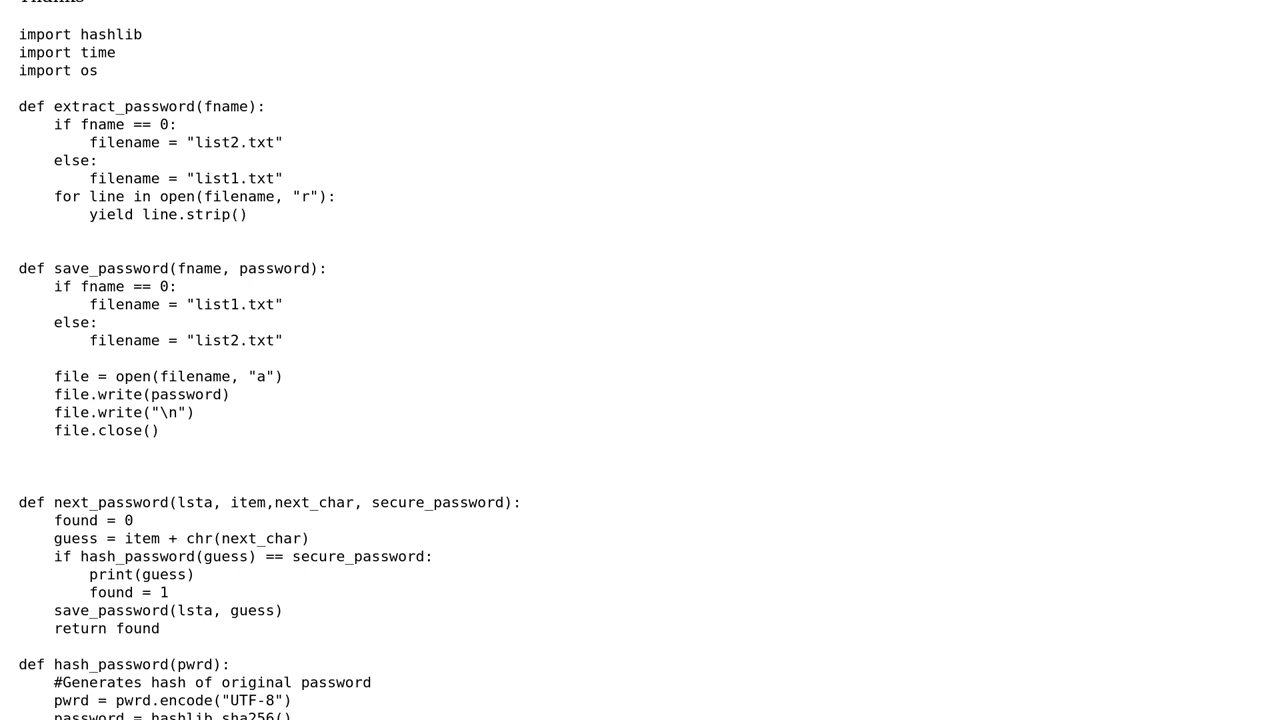 Thanks
import hashlib
import time
import os
def extract_password(fname):
    if fname == 0:
        filename = "list2.txt"
    else:
        filename = "list1.txt"
    for line in open(filename, "r"):
        yield line.strip()
def save_password(fname, password):
    if fname == 0:
        filename = "list1.txt"
    else:
        filename = "list2.txt"
    file = open(filename, "a")
    file.write(password)
    file.write("\n")
    file.close()
def next_password(lsta, item,next_char, secure_password):
    found = 0
    guess = item + chr(next_char)
    if hash_password(guess) == secure_password:
        print(guess)
        found = 1
    save_password(lsta, guess)
    return found
def hash_password(pwrd):
    #Generates hash of original password
    pwrd = pwrd.encode("UTF-8")
    password = hashlib.sha256()